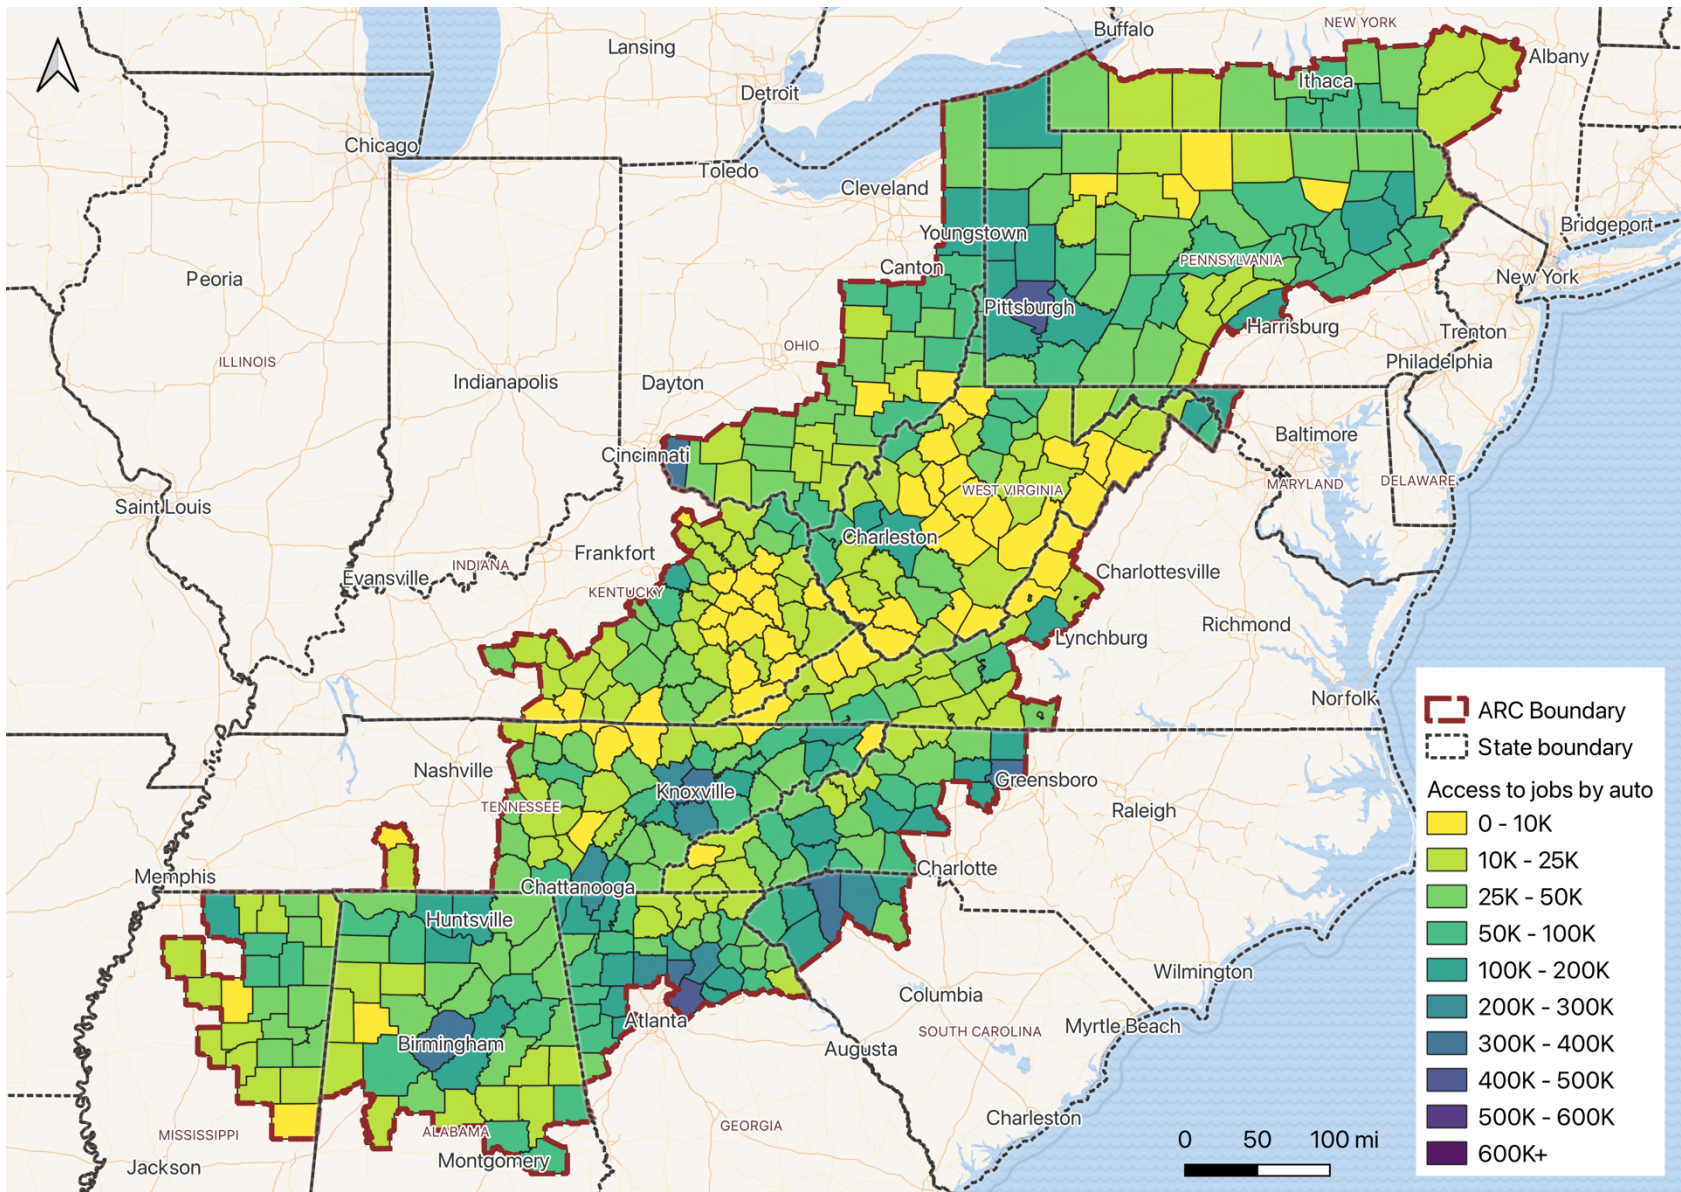 Buffalo
NEW YORK
Albany
Lansing
Detroit
Ithaca
Chicago
Toledo
Cleveland
Youngstown
Bridgeport
Canton
PENNSYLVANIA
New York
Peoria
Pittsburgh
Harrisburg
Trenton
OHIO
ILLINOIS
Philadelphia
Indianapolis
Dayton
Baltimore
Cincinnati
WEST VIRGINIA
MARYLAND
DELAWARE
Saint Louis
Charleston
Frankfort
INDIANA
Evansville
Charlottesville
KENTUCKY
Lynchburg
Richmond
Norfolk
Nashville
Knoxville
Greensboro
TENNESSEE
Raleigh
Memphis
Chattanooga
Charlotte
Huntsville
Wilmington
Columbia
Atlanta
SOUTH CAROLINA
Myrtle Beach
Birmingham
Augusta
Charleston
MISSISSIPPI
ALABAMA
GEORGIA
Jackson
Montgomery
0 50 100 mi
ARC Boundary
State boundary
Access to jobs by auto
0 - 10K
10K - 25K
25K - 50K
50K - 100K
100K - 200K
200K - 300K
300K - 400K
400K - 500K
500K - 600K
600K+